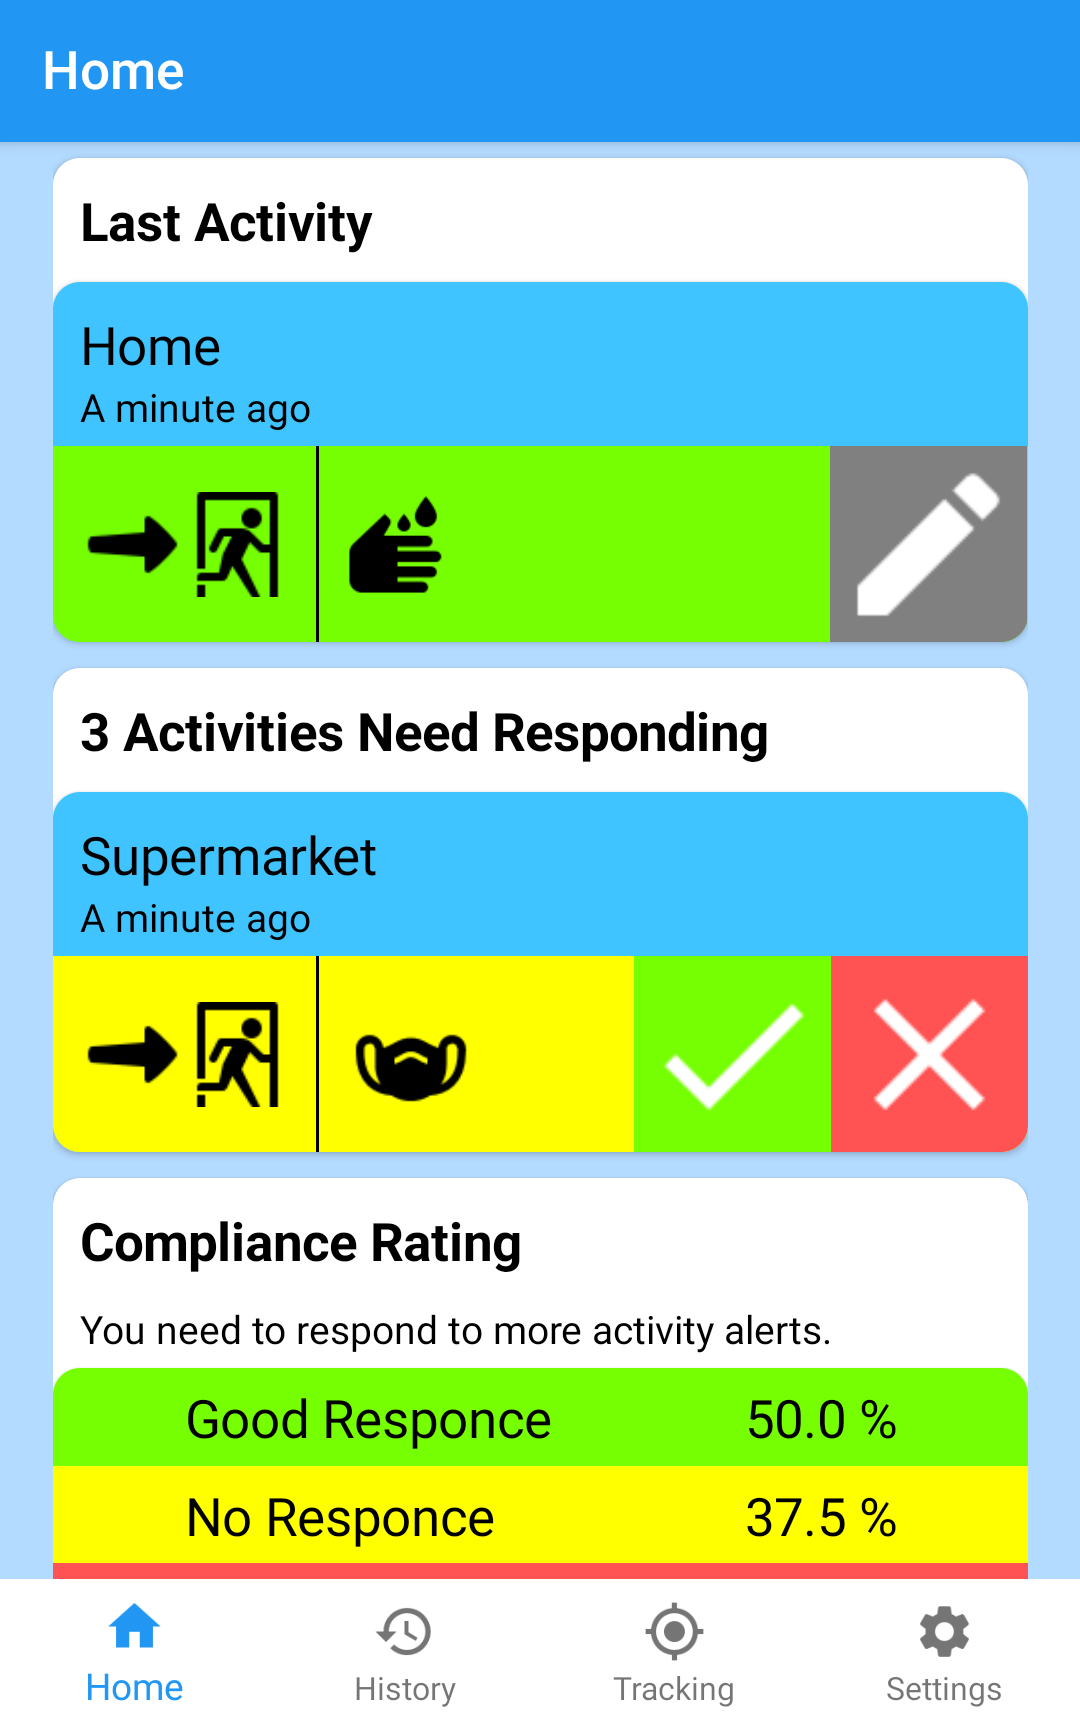 Home
Last Activity
Home
A minute ago
3 Activities Need Responding
Supermarket
A minute ago
Compliance Rating
You need to respond to more activity alerts.
Good Responce 50.0 %
No Responce 37.5 %
Home History Tracking Settings